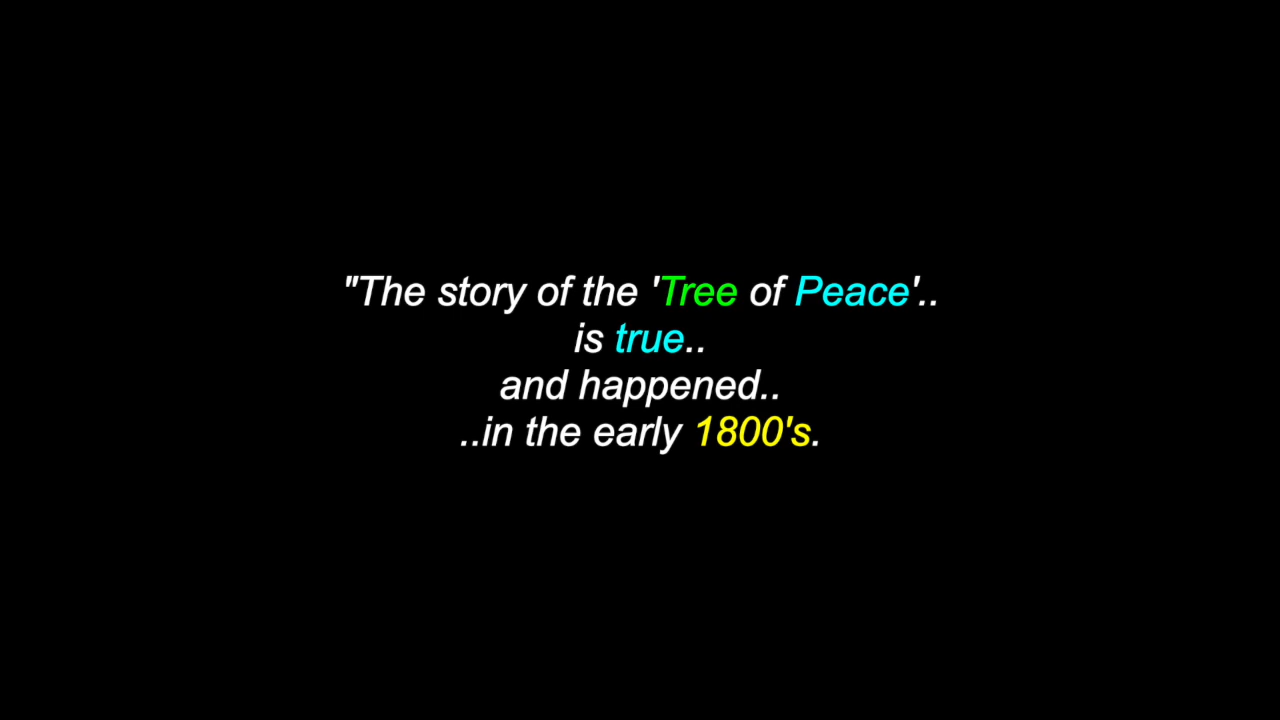 "The story of the 'Tree of Peace'..
is true..
and happened..
..in the early 1800's.